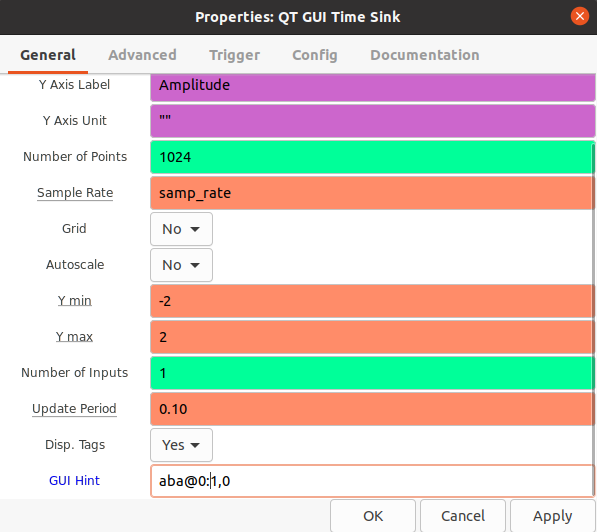 Properties: QT GUI Time Sink
General Advanced Trigger Config Documentation
Y Axis Label Amplitude
Y Axis Unit ""
Number of Points 1024
Sample Rate samp_rate
Grid No
Autoscale No
Y min -2
Y max 2
Number of Inputs 1
Update Period 0.10
Disp. Tags Yes
GUI Hint aba@0:1,0
OK Cancel Apply